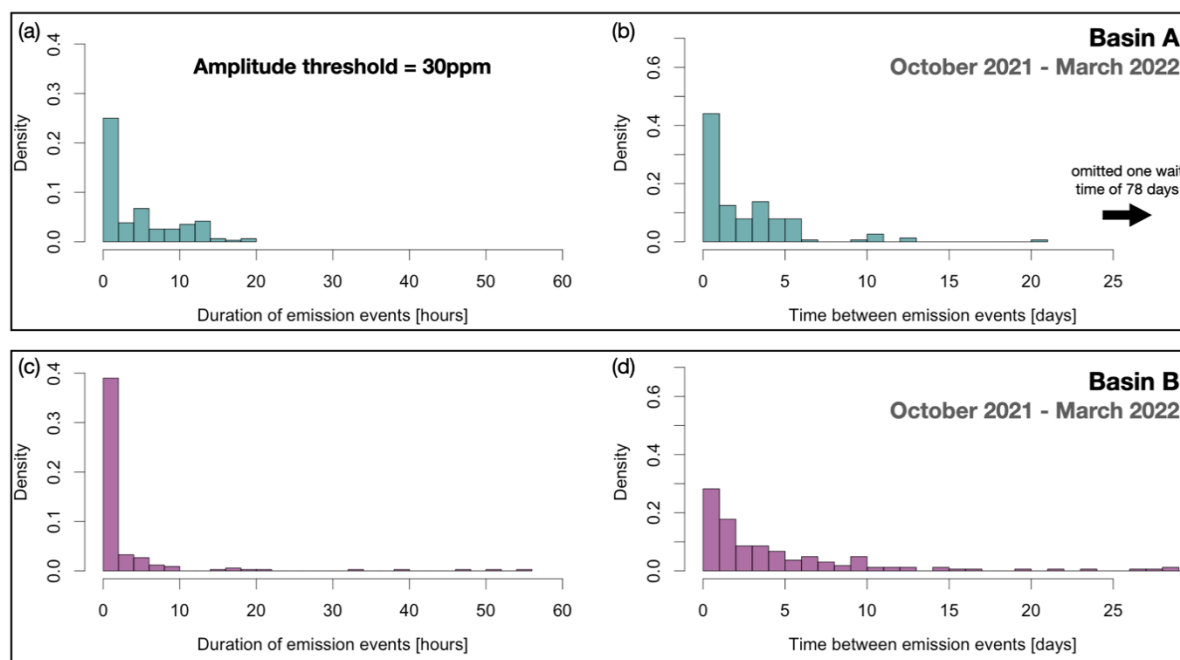 (a)
Amplitude threshold = 30ppm
Density
0.0 0.1 0.2 0.3 0.4
0 10 20 30 40 50 60
Duration of emission events [hours]
(b)
Basin A
October 2021 - March 2022
omitted one wait
time of 78 days
Density
0.0 0.2 0.4 0.6
0 5 10 15 20 25
Time between emission events [days]
(c)
Density
0.0 0.1 0.2 0.3 0.4
0 10 20 30 40 50 60
Duration of emission events [hours]
(d)
Basin B
October 2021 - March 2022
Density
0.0 0.2 0.4 0.6
0 5 10 15 20 25
Time between emission events [days]